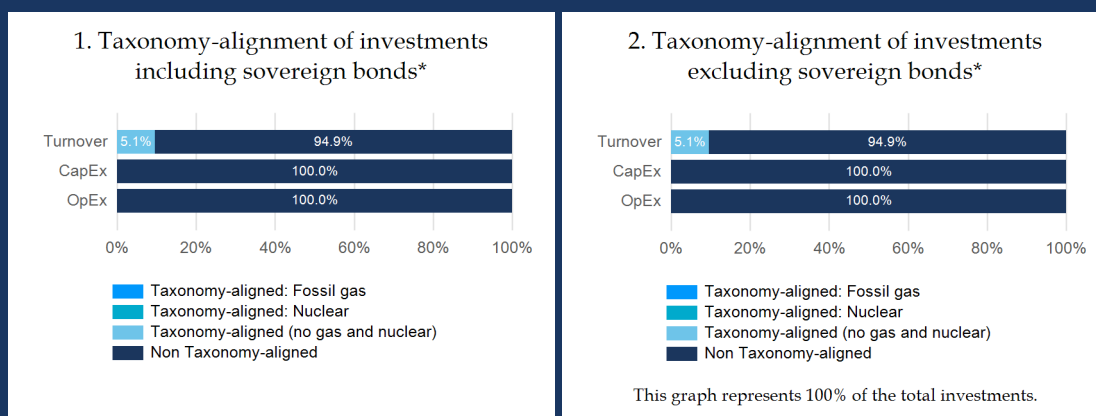 1. Taxonomy-alignment of investments
including sovereign bonds*
Turnover 5.1% 94.9%
CapEx 100.0%
OpEx 100.0%
0% 20% 40% 60% 80% 100%
Taxonomy-aligned: Fossil gas
Taxonomy-aligned: Nuclear
Taxonomy-aligned (no gas and nuclear)
Non Taxonomy-aligned
2. Taxonomy-alignment of investments
excluding sovereign bonds*
Turnover 5.1% 94.9%
CapEx 100.0%
OpEx 100.0%
0% 20% 40% 60% 80% 100%
Taxonomy-aligned: Fossil gas
Taxonomy-aligned: Nuclear
Taxonomy-aligned (no gas and nuclear)
Non Taxonomy-aligned
This graph represents 100% of the total investments.